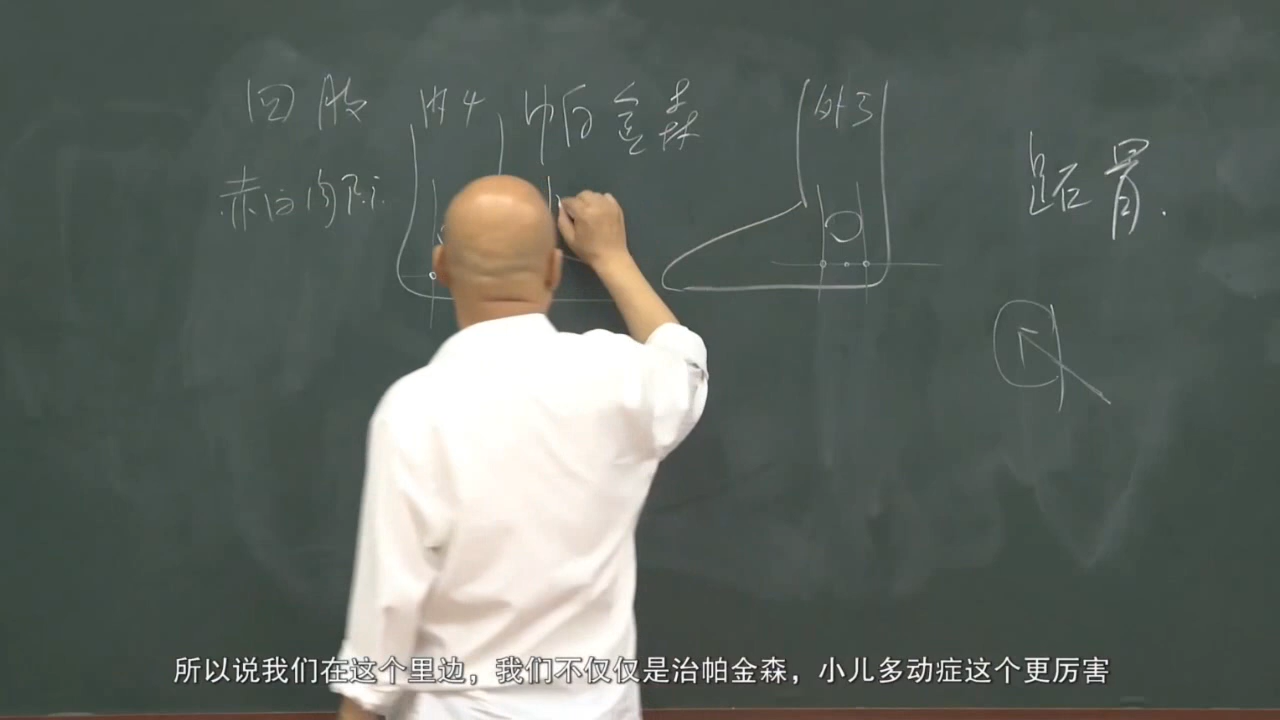 四肢 内4 帕金森 外3
赤白肉际
距骨.
所以说我们在这个里边，我们不仅仅是治帕金森，小儿多动症这个更厉害